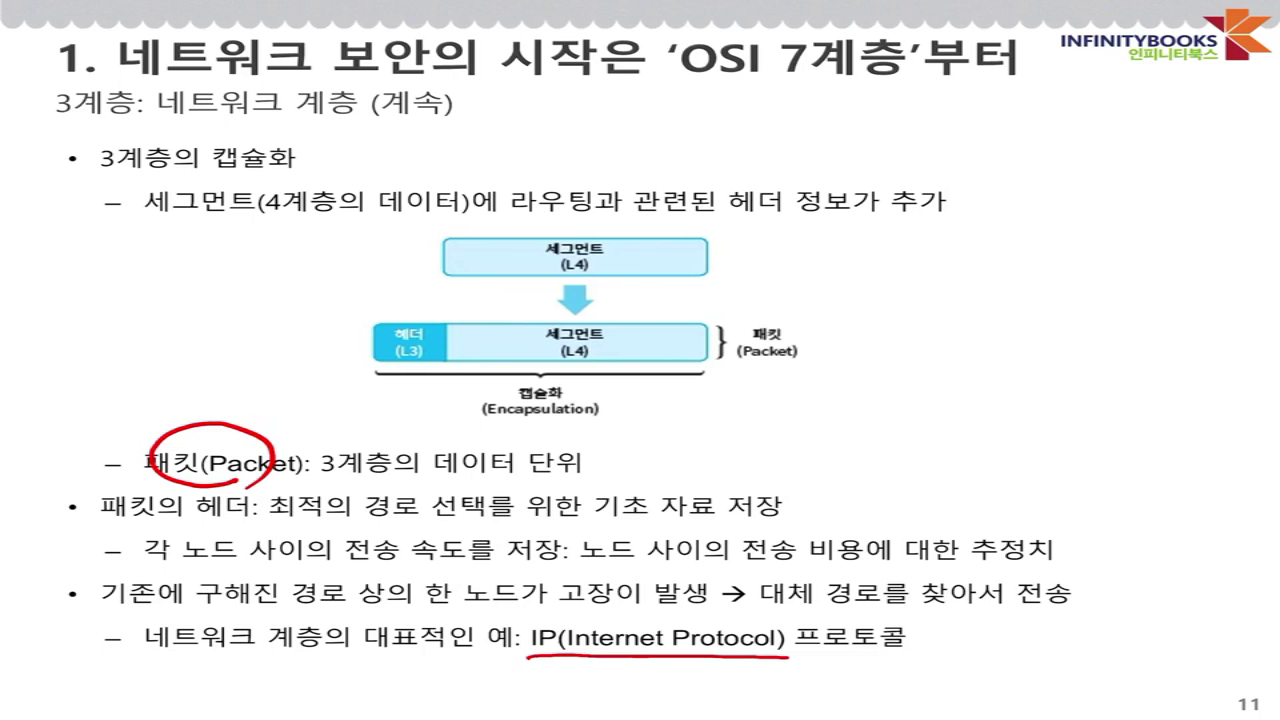 1. 네트워크 보안의 시작은 ‘OSI 7계층’부터
INFINITYBOOKS
인피니티북스
3계층: 네트워크 계층 (계속)
• 3계층의 캡슐화
– 세그먼트(4계층의 데이터)에 라우팅과 관련된 헤더 정보가 추가
세그먼트
(L4)
헤더
(L3)
세그먼트
(L4)
패킷
(Packet)
캡슐화
(Encapsulation)
– 패킷(Packet): 3계층의 데이터 단위
• 패킷의 헤더: 최적의 경로 선택를 위한 기초 자료 저장
– 각 노드 사이의 전송 속도를 저장: 노드 사이의 전송 비용에 대한 추정치
• 기존에 구해진 경로 상의 한 노드가 고장이 발생 → 대체 경로를 찾아서 전송
– 네트워크 계층의 대표적인 예: IP(Internet Protocol) 프로토콜
11